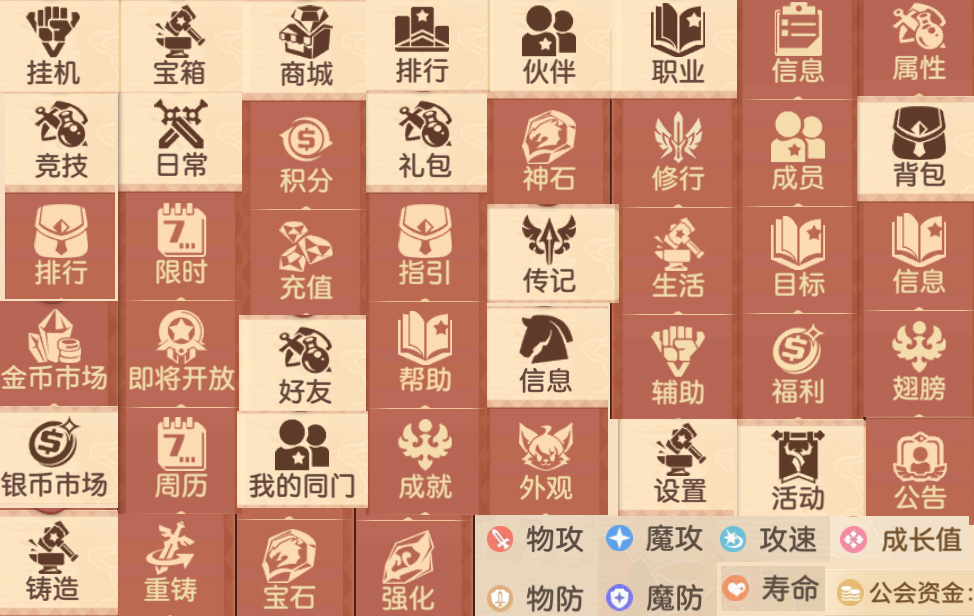 挂机 宝箱 商城 排行 伙伴 职业 信息 属性
竞技 日常 积分 礼包 神石 修行 成员 背包
排行 限时 充值 指引 传记 生活 目标 信息
金币市场 即将开放 好友 帮助 信息 辅助 福利 翅膀
银币市场 周历 我的同门 成就 外观 设置 活动 公告
铸造 重铸 宝石 强化 物攻 魔攻 攻速 成长值
物防 魔防 寿命 公会资金
7... 
7...